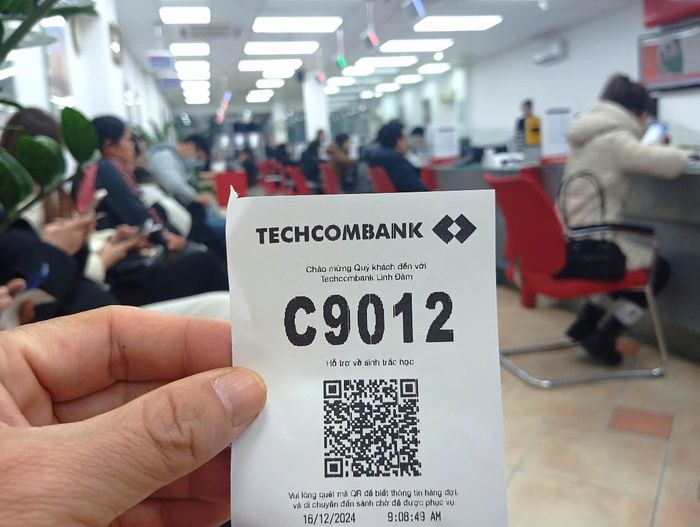 TECHCOMBANK
Chào mừng Quý khách đến với
Techcombank Linh Đàm
C9012
Hỗ trợ về sinh trắc học
Vui lòng quét mã QR để biết thông tin hàng đợi
và di chuyển đến sảnh chờ để được phục vụ
16/12/2024 9:08:49 AM